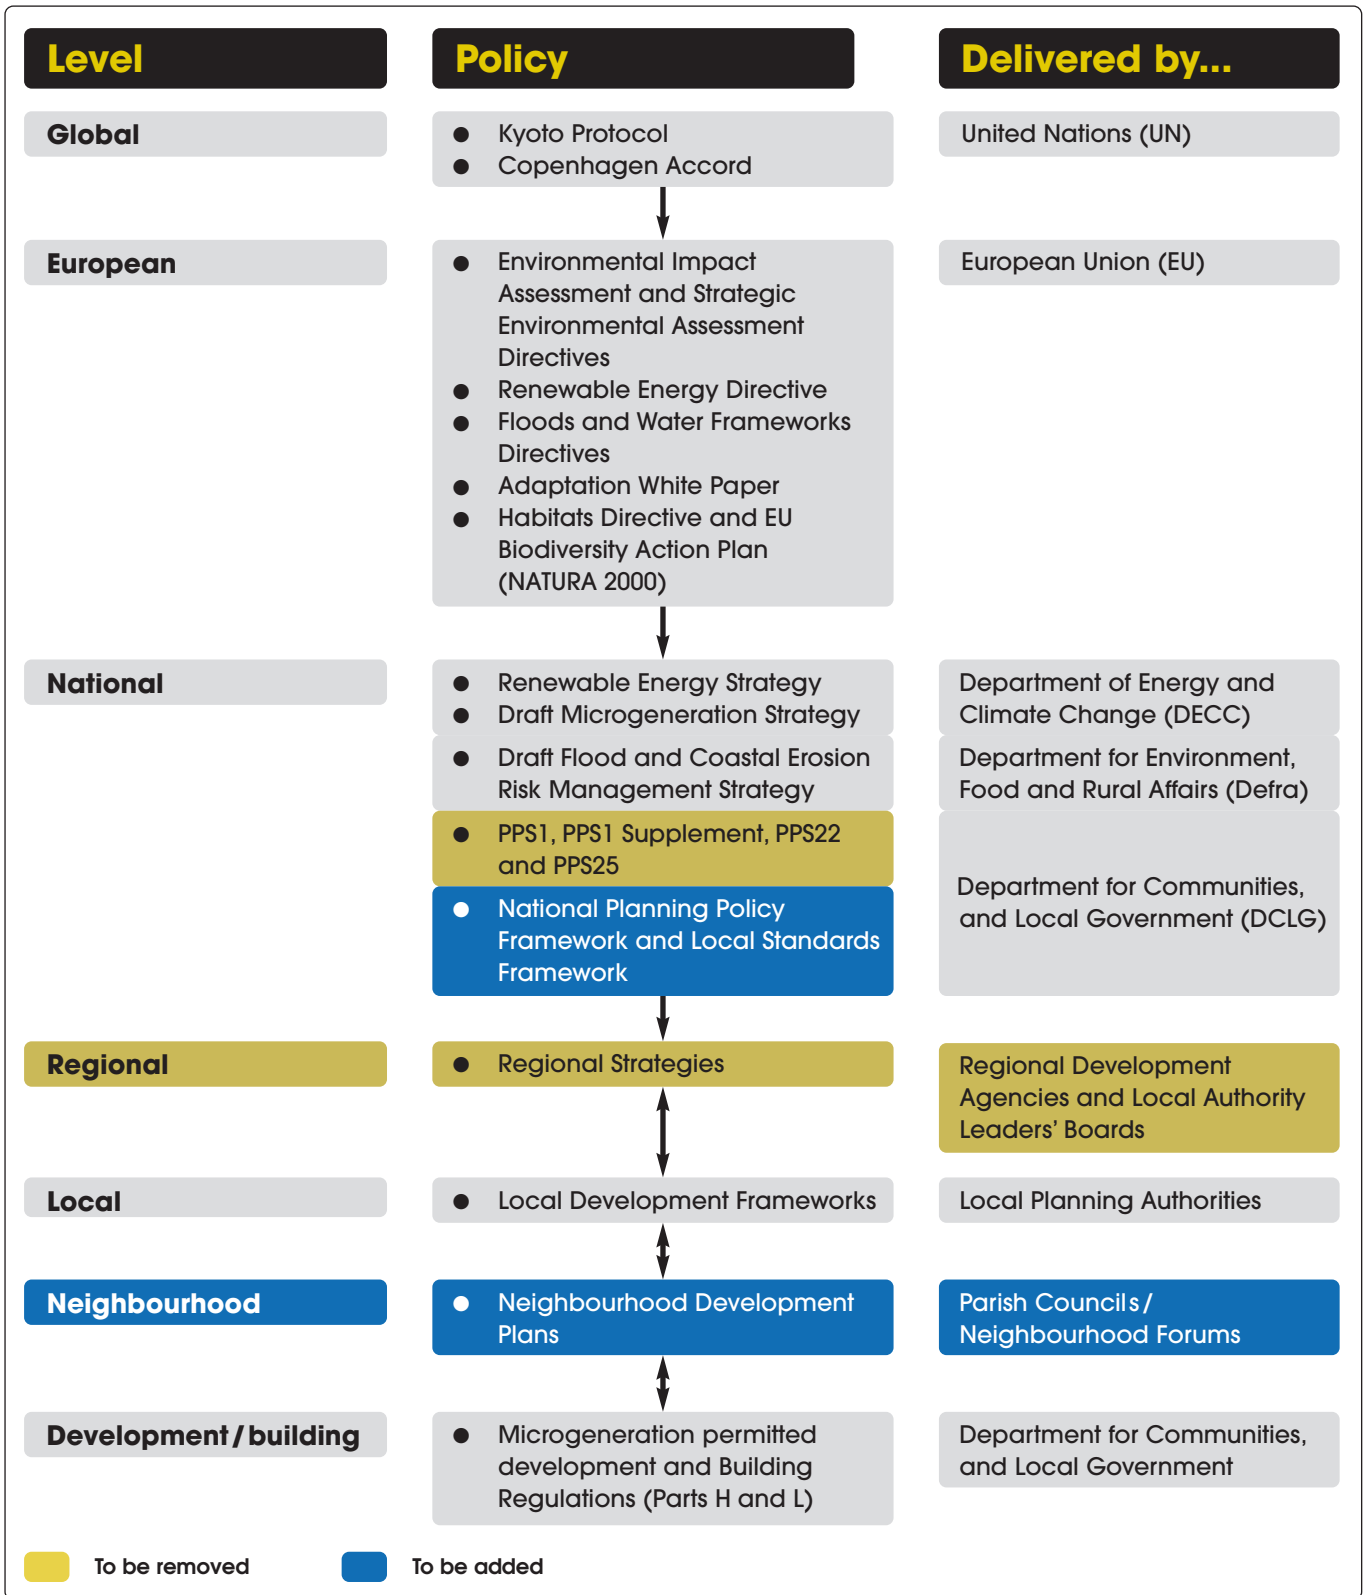 Level
Policy
Delivered by...
Global
● Kyoto Protocol
● Copenhagen Accord
United Nations (UN)
European
● Environmental Impact
Assessment and Strategic
Environmental Assessment
Directives
● Renewable Energy Directive
● Floods and Water Frameworks
Directives
● Adaptation White Paper
● Habitats Directive and EU
Biodiversity Action Plan
(NATURA 2000)
European Union (EU)
National
● Renewable Energy Strategy
● Draft Microgeneration Strategy
Department of Energy and
Climate Change (DECC)
● Draft Flood and Coastal Erosion
Risk Management Strategy
Department for Environment,
Food and Rural Affairs (Defra)
● PPS1, PPS1 Supplement, PPS22
and PPS25
● National Planning Policy
Framework and Local Standards
Framework
Department for Communities,
and Local Government (DCLG)
Regional
● Regional Strategies
Regional Development
Agencies and Local Authority
Leaders’ Boards
Local
● Local Development Frameworks
Local Planning Authorities
Neighbourhood
● Neighbourhood Development
Plans
Parish Councils/
Neighbourhood Forums
Development/building
● Microgeneration permitted
development and Building
Regulations (Parts H and L)
Department for Communities,
and Local Government
To be removed
To be added